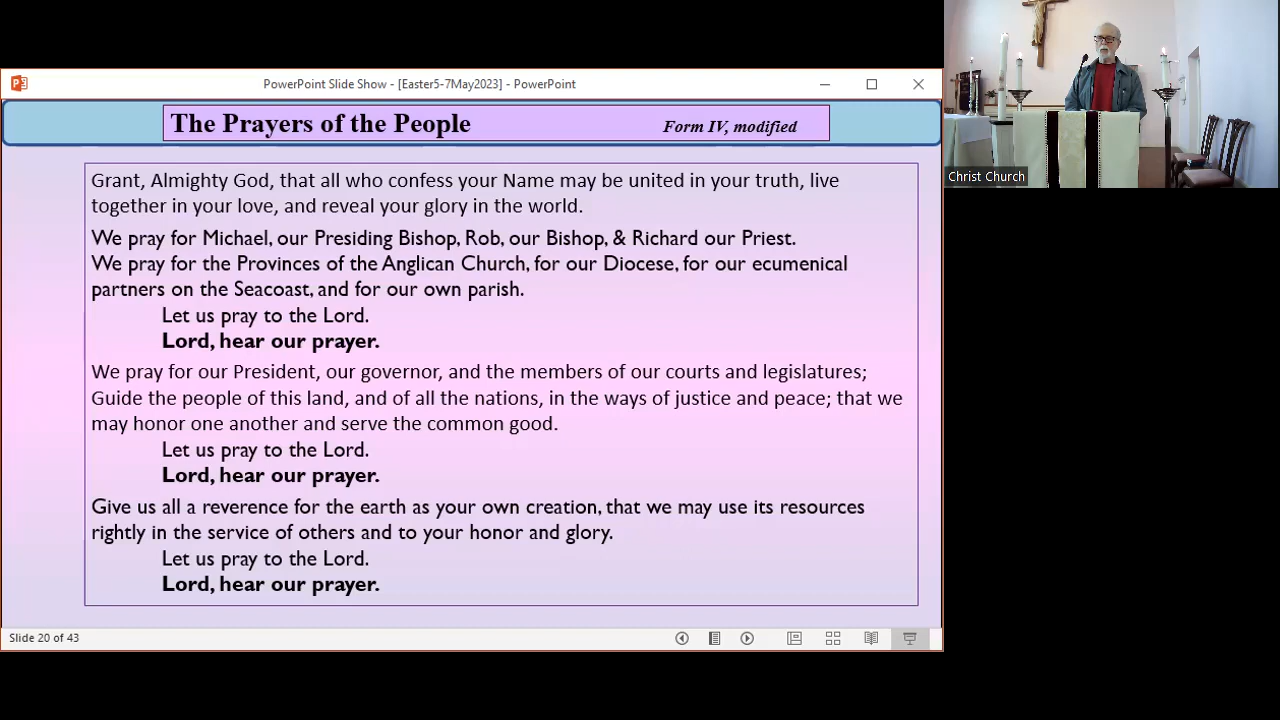 PowerPoint Slide Show - [Easter5-7May2023] - PowerPoint
The Prayers of the People
Form IV, modified
Grant, Almighty God, that all who confess your Name may be united in your truth, live
together in your love, and reveal your glory in the world.
We pray for Michael, our Presiding Bishop, Rob, our Bishop, & Richard our Priest.
We pray for the Provinces of the Anglican Church, for our Diocese, for our ecumenical
partners on the Seacoast, and for our own parish.
Let us pray to the Lord.
Lord, hear our prayer.
We pray for our President, our governor, and the members of our courts and legislatures;
Guide the people of this land, and of all the nations, in the ways of justice and peace; that we
may honor one another and serve the common good.
Let us pray to the Lord.
Lord, hear our prayer.
Give us all a reverence for the earth as your own creation, that we may use its resources
rightly in the service of others and to your honor and glory.
Let us pray to the Lord.
Lord, hear our prayer.
Slide 20 of 43
Christ Church